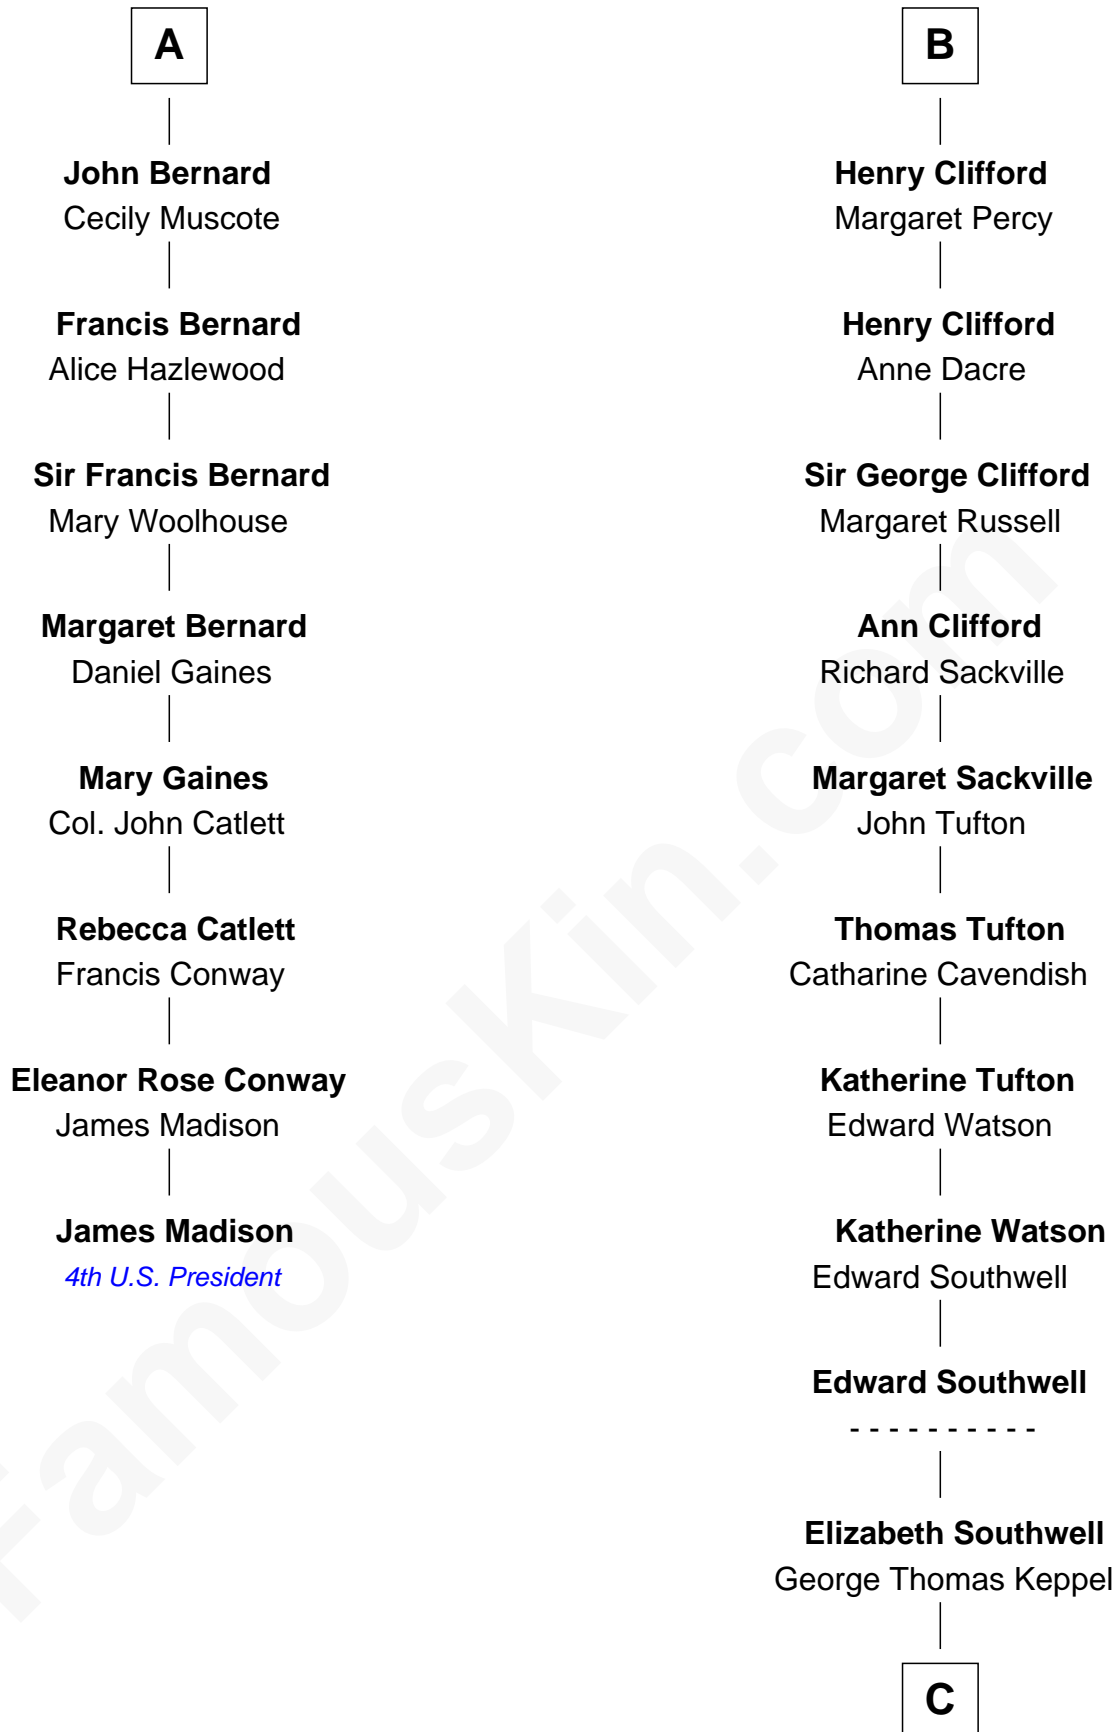 A
John Bernard
Cecily Muscote
Francis Bernard
Alice Hazlewood
Sir Francis Bernard
Mary Woolhouse
Margaret Bernard
Daniel Gaines
Mary Gaines
Col. John Catlett
Rebecca Catlett
Francis Conway
Eleanor Rose Conway
James Madison
James Madison
4th U.S. President
B
Henry Clifford
Margaret Percy
Henry Clifford
Anne Dacre
Sir George Clifford
Margaret Russell
Ann Clifford
Richard Sackville
Margaret Sackville
John Tufton
Thomas Tufton
Catharine Cavendish
Katherine Tufton
Edward Watson
Katherine Watson
Edward Southwell
Edward Southwell
- - - - - - - - - -
Elizabeth Southwell
George Thomas Keppel
C
FamousKin.com